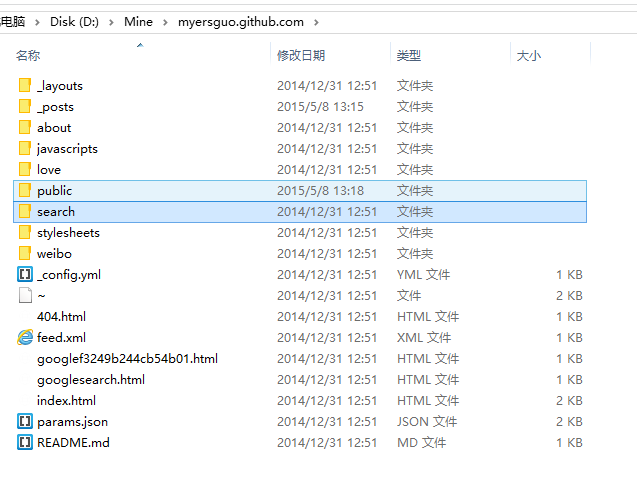 电脑 > Disk (D:) > Mine > myersguo.github.com >
名称 修改日期 类型 大小
_layouts 2014/12/31 12:51 文件夹
_posts 2015/5/8 13:15 文件夹
about 2014/12/31 12:51 文件夹
javascripts 2014/12/31 12:51 文件夹
love 2014/12/31 12:51 文件夹
public 2015/5/8 13:18 文件夹
search 2014/12/31 12:51 文件夹
stylesheets 2014/12/31 12:51 文件夹
weibo 2014/12/31 12:51 文件夹
_config.yml 2014/12/31 12:51 YML 文件 1 KB
~ 2014/12/31 12:51 文件 2 KB
404.html 2014/12/31 12:51 HTML 文件 1 KB
feed.xml 2014/12/31 12:51 XML 文件 1 KB
googlef3249b244cb54b01.html 2014/12/31 12:51 HTML 文件 1 KB
googlesearch.html 2014/12/31 12:51 HTML 文件 1 KB
index.html 2014/12/31 12:51 HTML 文件 2 KB
params.json 2014/12/31 12:51 JSON 文件 2 KB
README.md 2014/12/31 12:51 MD 文件 1 KB